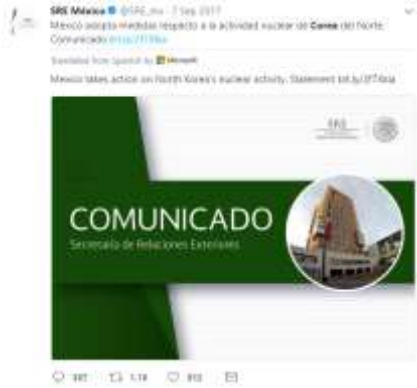 SRE México @SRE_mx · 7 Sep 2017
México adopta medidas respecto a la actividad nuclear de Corea del Norte.
Comunicado
Translated from Spanish by Microsoft
Mexico takes action on North Korea's nuclear activity. Statement
SRE
COMUNICADO
Secretaría de Relaciones Exteriores